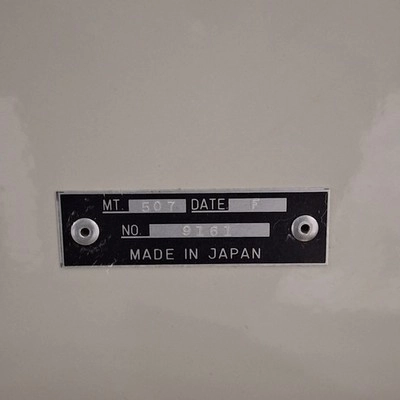 MT. 507 DATE F
NO. 9161
MADE IN JAPAN